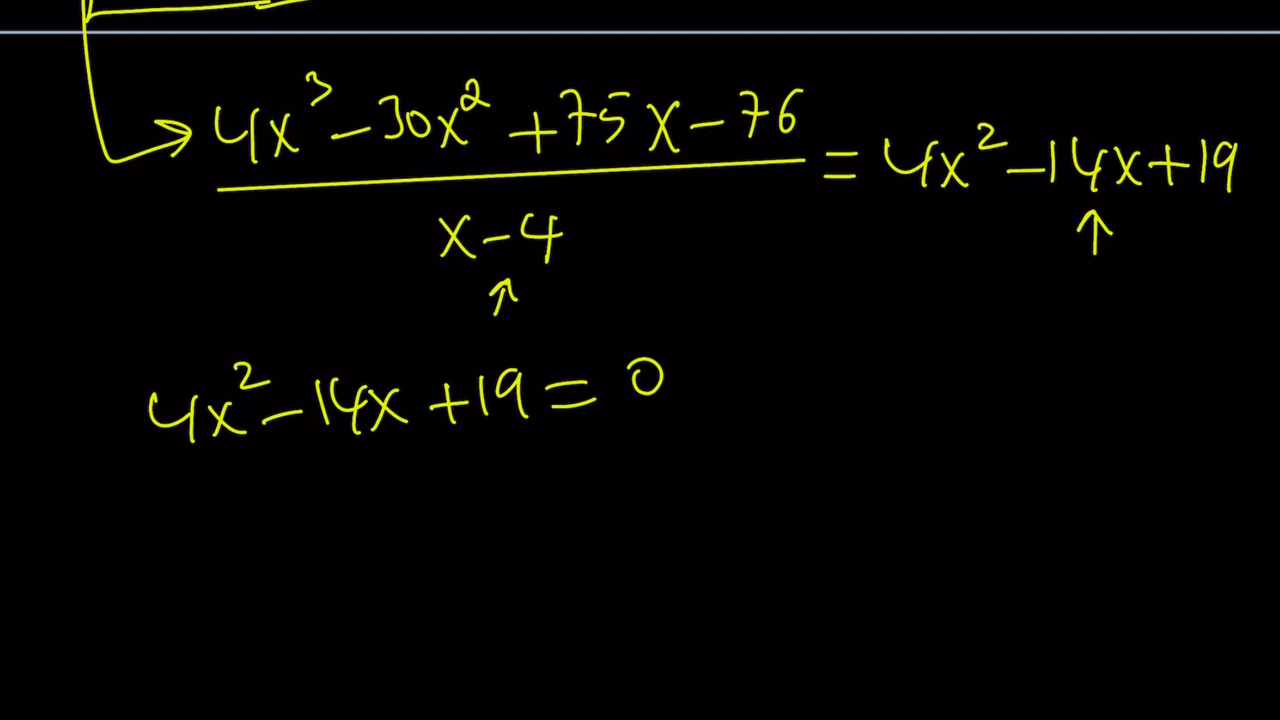 4x³ - 30x² + 75x - 76
x - 4
= 4x² - 14x + 19
4x² - 14x + 19 = 0